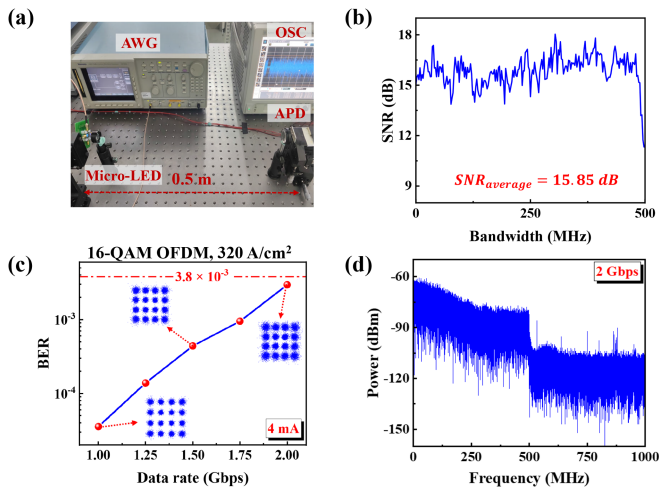 (a)
AWG
OSC
APD
Micro-LED
0.5 m
(b)
18
15
12
9
SNR
(dB)
0
250
500
Bandwidth (MHz)
SNRaverage = 15.85 dB
(c)
16-QAM OFDM, 320 A/cm²
3.8 × 10⁻³
10⁻³
10⁻⁴
BER
4 mA
1.00
1.25
1.50
1.75
2.00
Data rate (Gbps)
(d)
2 Gbps
-60
-90
-120
-150
Power (dBm)
0
250
500
750
1000
Frequency (MHz)